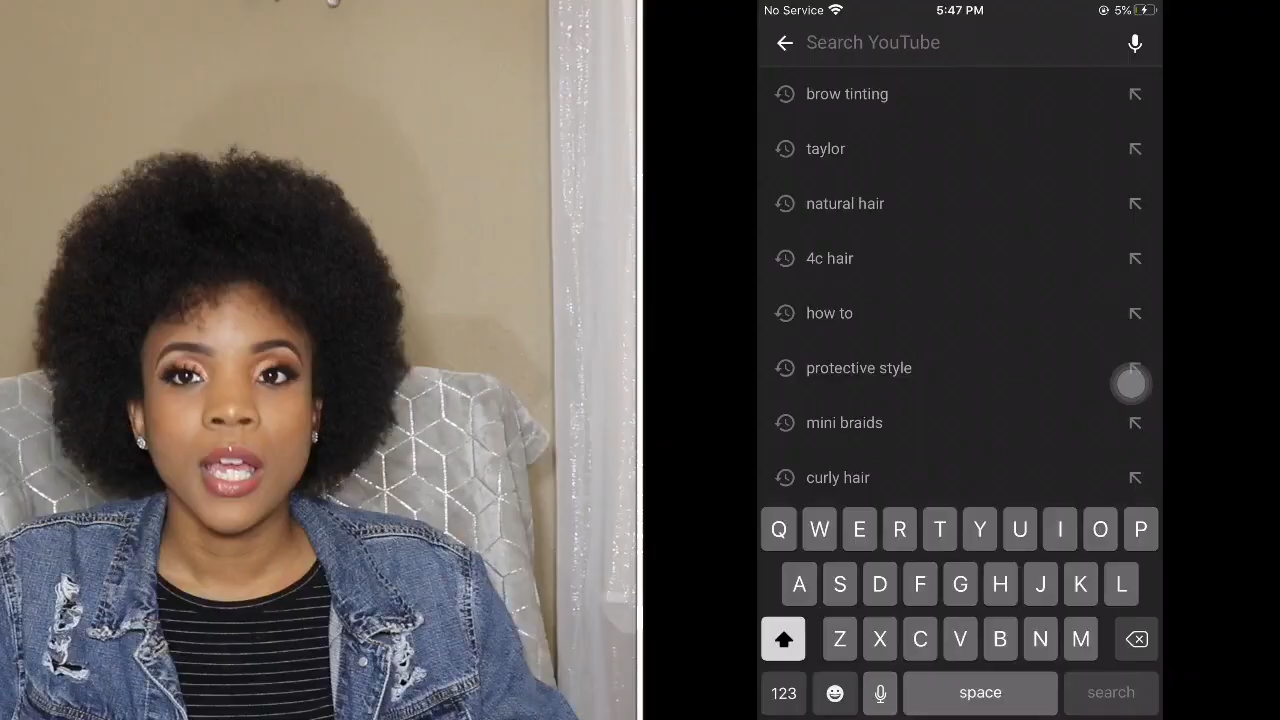 No Service 5:47 PM 5%
Search YouTube
brow tinting
taylor
natural hair
4c hair
how to
protective style
mini braids
curly hair
Q W E R T Y U I O P
A S D F G H J K L
Z X C V B N M
123 space search